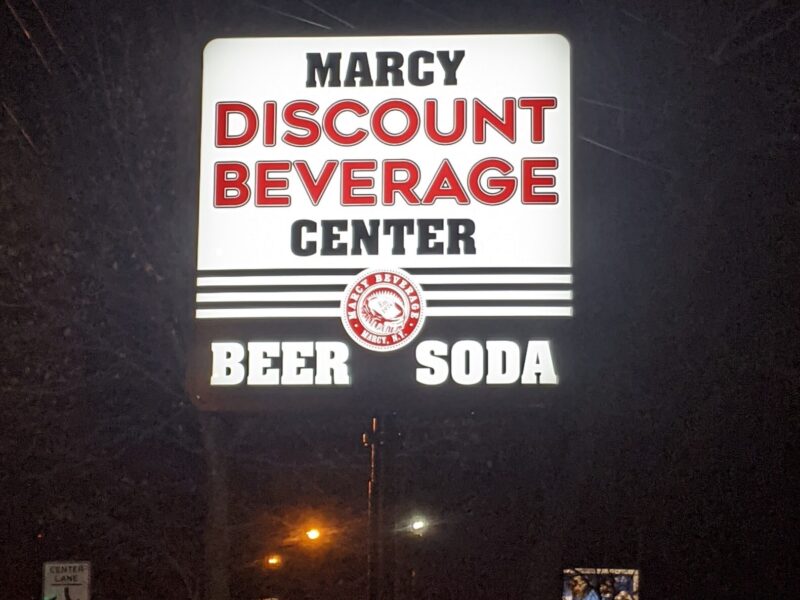 MARCY
DISCOUNT
BEVERAGE
CENTER
MARCY BEVERAGE
MARCY, N.Y.
BEER SODA
CENTER
LANE